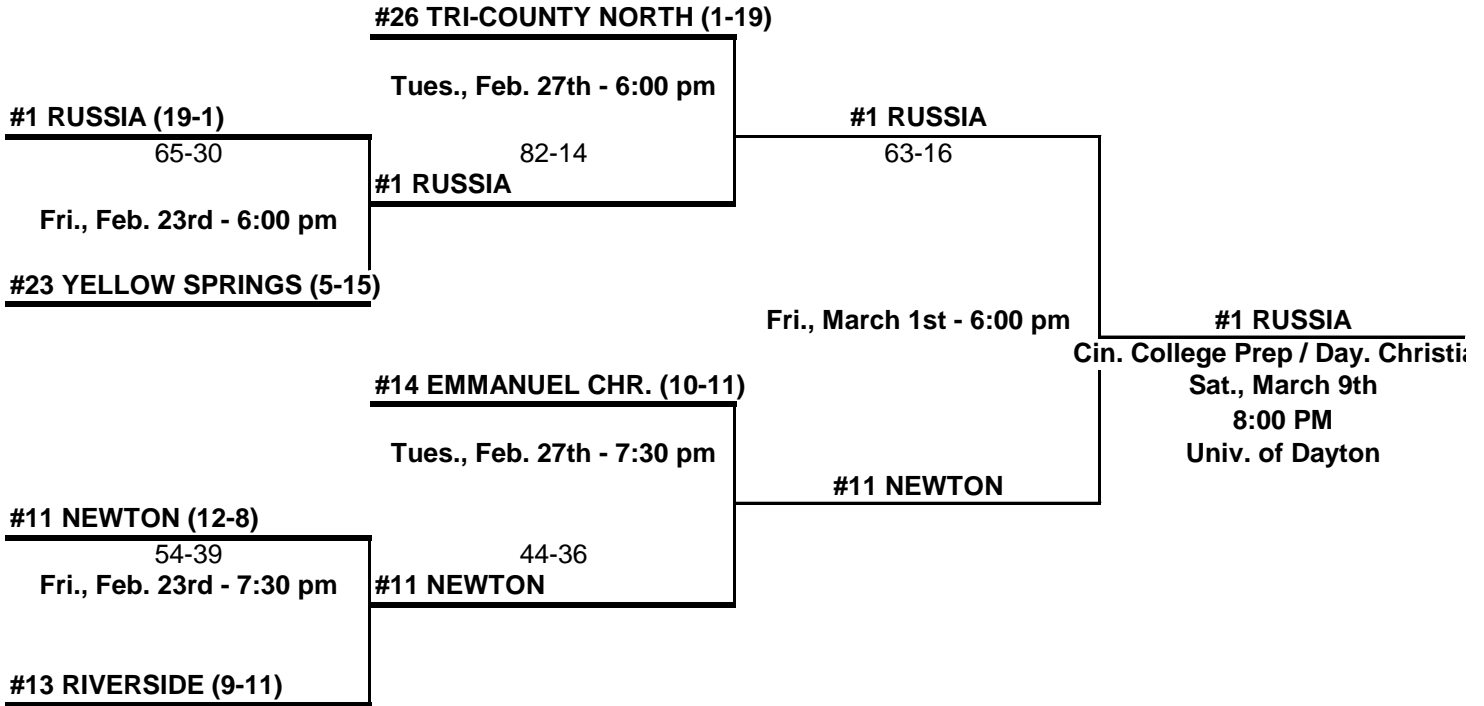 #26 TRI-COUNTY NORTH (1-19)
Tues., Feb. 27th - 6:00 pm
#1 RUSSIA (19-1)
#1 RUSSIA
65-30
82-14
63-16
#1 RUSSIA
Fri., Feb. 23rd - 6:00 pm
#23 YELLOW SPRINGS (5-15)
Fri., March 1st - 6:00 pm
#1 RUSSIA
Cin. College Prep / Day. Christia
#14 EMMANUEL CHR. (10-11)
Sat., March 9th
8:00 PM
Tues., Feb. 27th - 7:30 pm
Univ. of Dayton
#11 NEWTON
#11 NEWTON (12-8)
54-39
44-36
Fri., Feb. 23rd - 7:30 pm
#11 NEWTON
#13 RIVERSIDE (9-11)